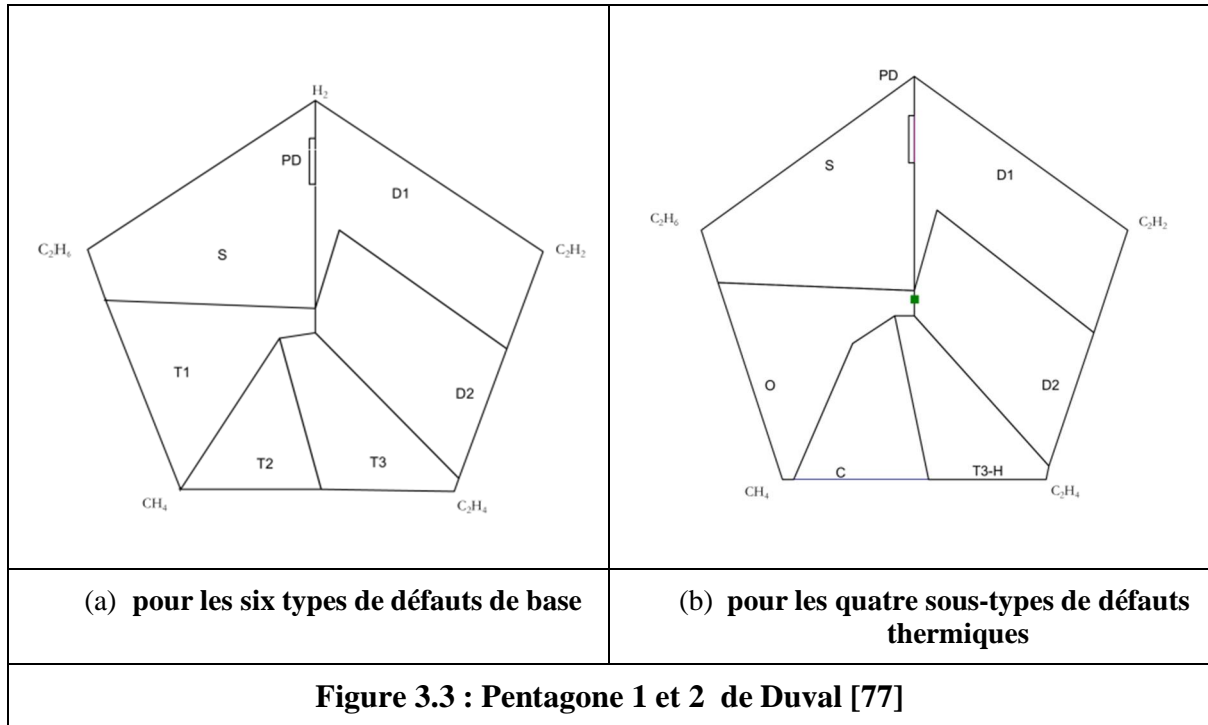 H₂
PD
D1
C₂H₆
C₂H₂
S
T1
D2
T2
T3
CH₄
C₂H₄
PD
S
D1
C₂H₆
C₂H₂
O
D2
C
T3-H
CH₄
C₂H₄
(a) pour les six types de défauts de base
(b) pour les quatre sous-types de défauts
thermiques
Figure 3.3 : Pentagone 1 et 2 de Duval [77]